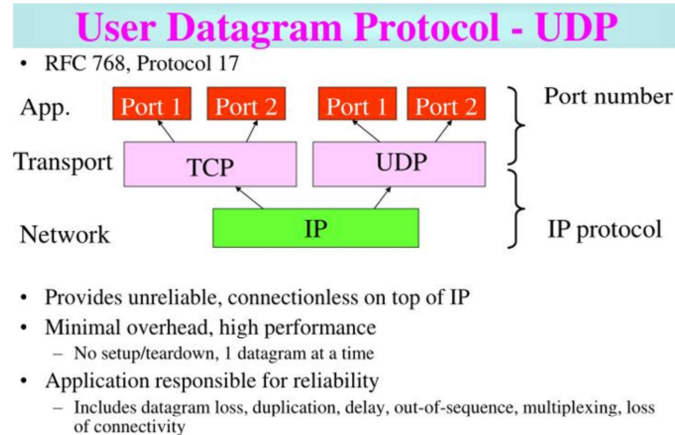 User Datagram Protocol - UDP
• RFC 768, Protocol 17
App. Port 1 Port 2 Port 1 Port 2 Port number
Transport TCP UDP
Network IP IP protocol
• Provides unreliable, connectionless on top of IP
• Minimal overhead, high performance
– No setup/teardown, 1 datagram at a time
• Application responsible for reliability
– Includes datagram loss, duplication, delay, out-of-sequence, multiplexing, loss
of connectivity